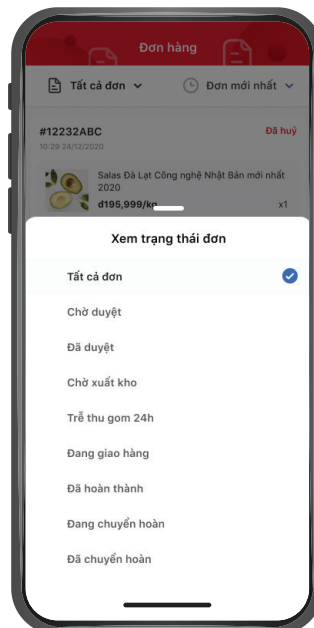 Đơn hàng
Tất cả đơn
Đơn mới nhất
#12232ABC
Đã huỷ
10:29 24/12/2020
Salas Đà Lạt Công nghệ Nhật Bản mới nhất
2020
đ195,999/kg
x1
Xem trạng thái đơn
Tất cả đơn
Chờ duyệt
Đã duyệt
Chờ xuất kho
Trễ thu gom 24h
Đang giao hàng
Đã hoàn thành
Đang chuyển hoàn
Đã chuyển hoàn